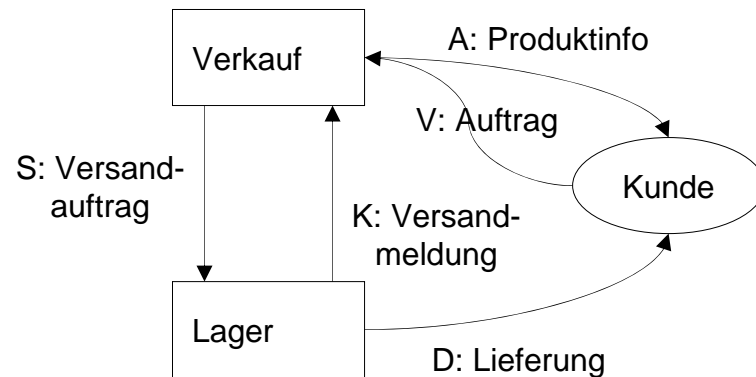 Verkauf
A: Produktinfo
V: Auftrag
S: Versand-
auftrag
Kunde
K: Versand-
meldung
Lager
D: Lieferung